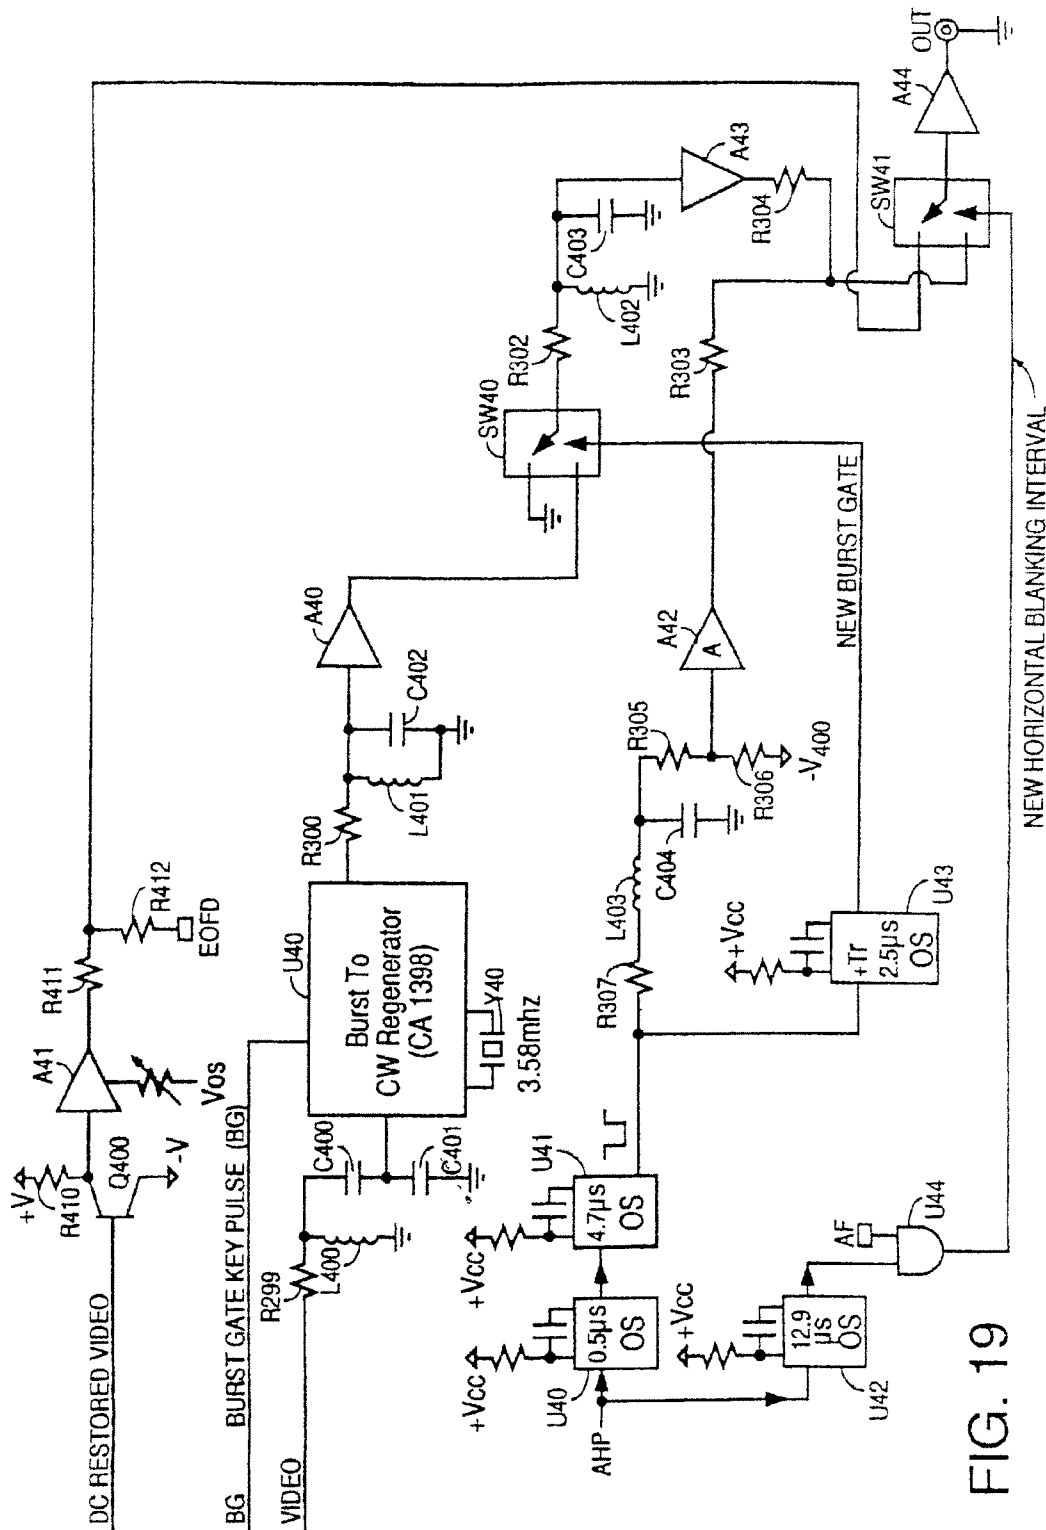 DC RESTORED VIDEO
+V
R410
Q400
-V
A41
Vos
R411
R412
EOFD
BG
BURST GATE KEY PULSE (BG)
VIDEO
R299
L400
C400
C401
U40
Burst To
CW Regenerator
(CA 1398)
Y40
3.58mhz
R300
L401
C402
A40
SW40
R302
L402
C403
A43
R304
AHP
+Vcc
0.5µs
OS
U40
+Vcc
4.7µs
OS
U41
R307
L403
C404
R305
R306
-V400
A42
A
R303
+Vcc
12.9
µs
OS
U42
AF
U44
+Vcc
+Tr
2.5µs
OS
U43
NEW BURST GATE
NEW HORIZONTAL BLANKING INTERVAL
SW41
A44
OUT
FIG. 19